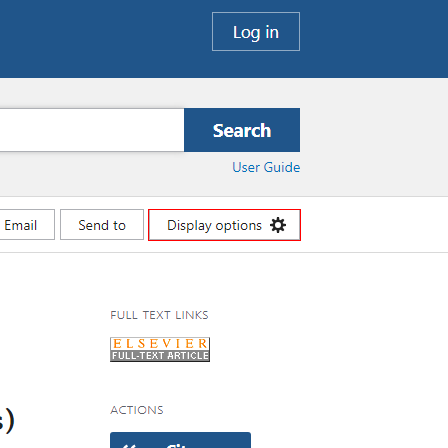 Log in
Search
User Guide
Email
Send to
Display options
FULL TEXT LINKS
ELSEVIER
FULL-TEXT ARTICLE
s)
ACTIONS